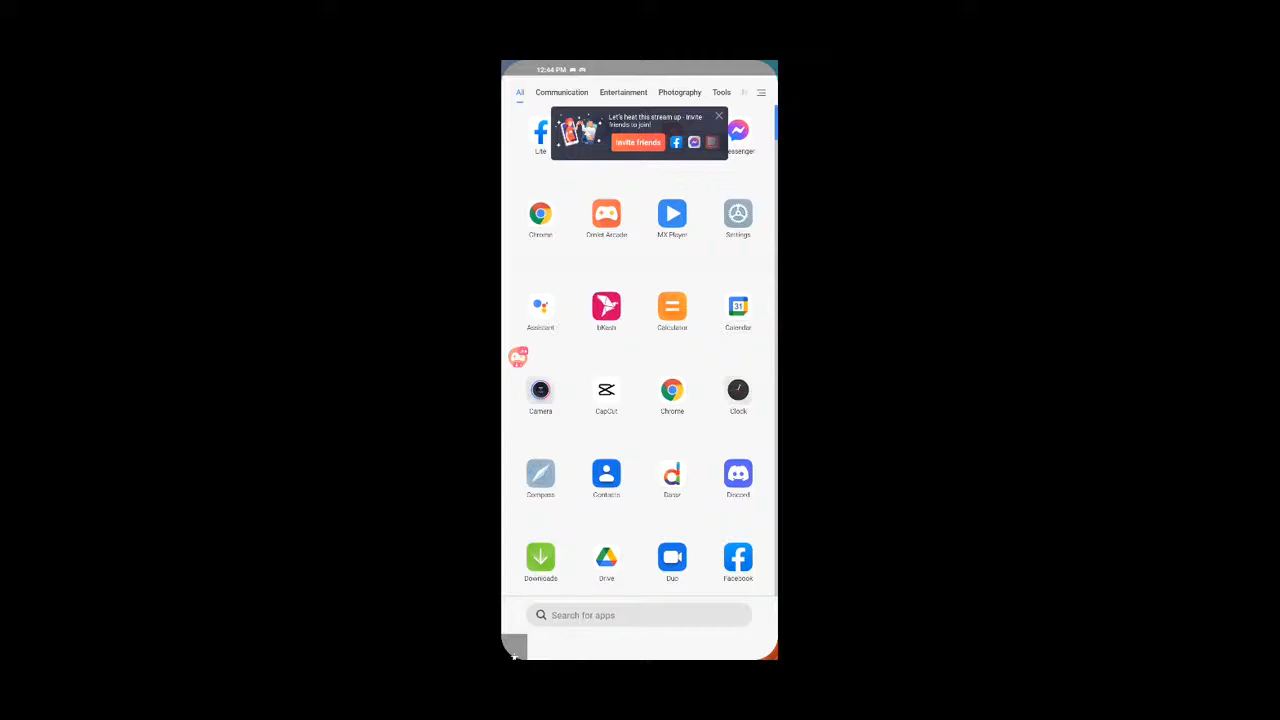 12:44 PM
All Communication Entertainment Photography Tools
Let's heat this stream up - Invite
friends to join!
Invite friends
Lite
Chrome Omlet Arcade MX Player Settings
Assistant bKash Calculator Calendar
31
Camera CapCut Chrome Clock
Compass Contacts Daraz Discord
Downloads Drive Duo Facebook
Search for apps